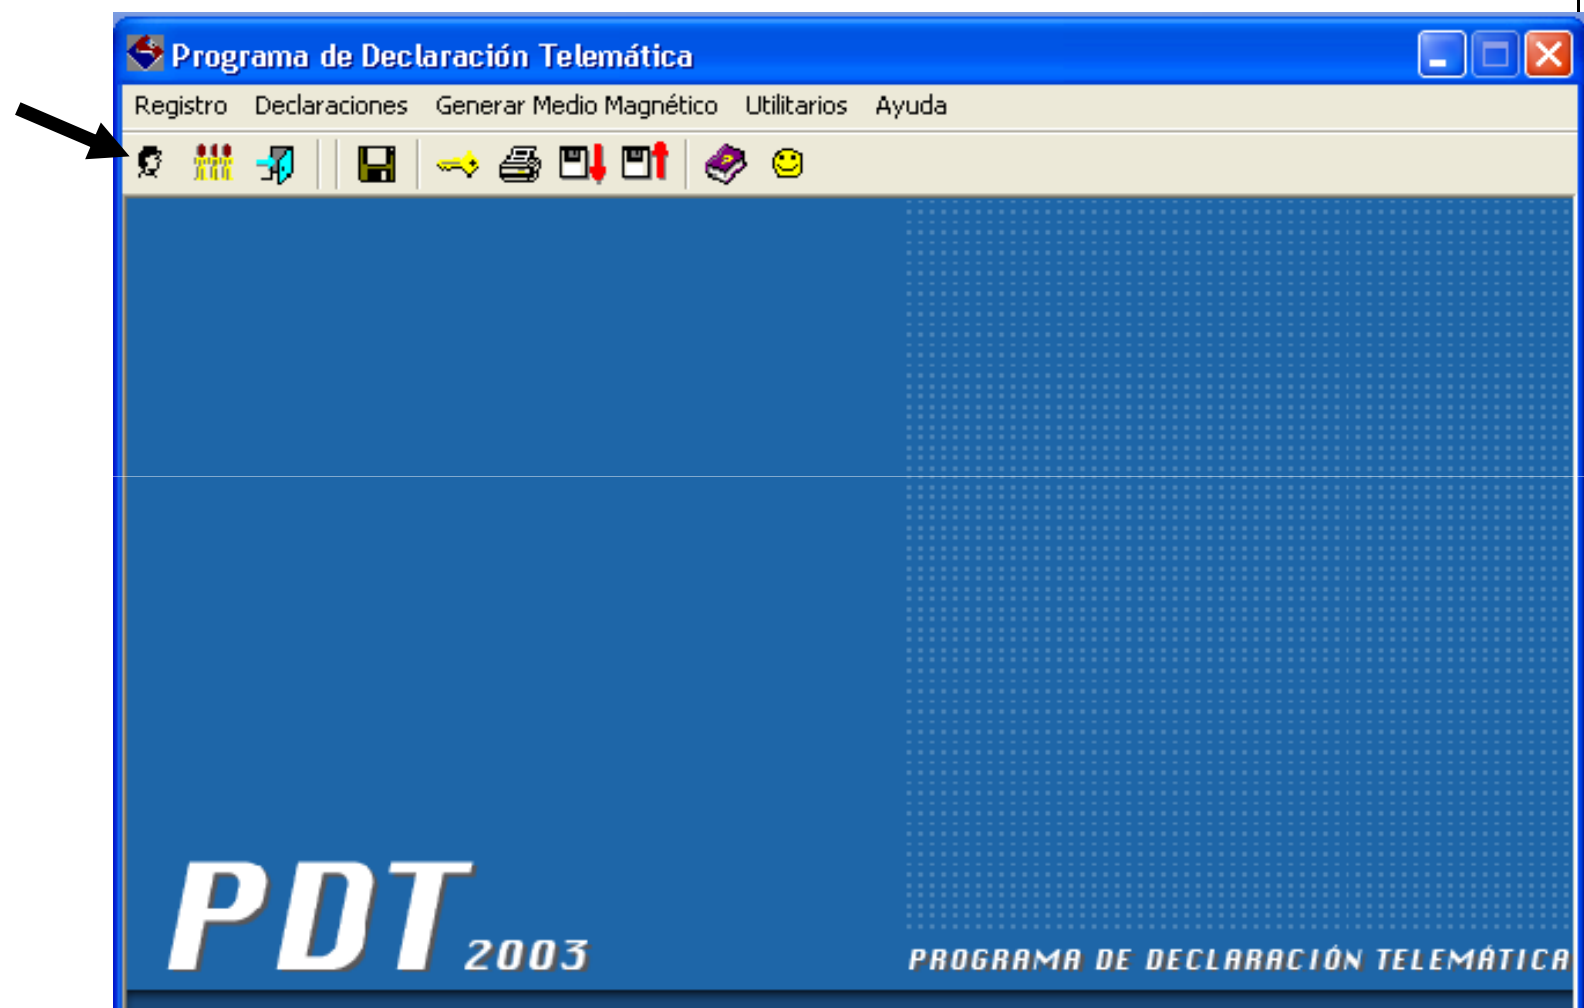 Programa de Declaración Telemática
Registro Declaraciones Generar Medio Magnético Utilitarios Ayuda
PDT 2003
PROGRAMA DE DECLARACIÓN TELEMÁTICA